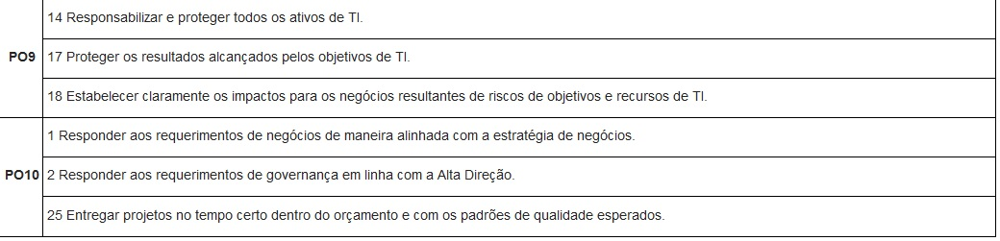 14 Responsabilizar e proteger todos os ativos de TI.
PO9
17 Proteger os resultados alcançados pelos objetivos de TI.
18 Estabelecer claramente os impactos para os negócios resultantes de riscos de objetivos e recursos de TI.
1 Responder aos requerimentos de negócios de maneira alinhada com a estratégia de negócios.
PO10
2 Responder aos requerimentos de governança em linha com a Alta Direção.
25 Entregar projetos no tempo certo dentro do orçamento e com os padrões de qualidade esperados.